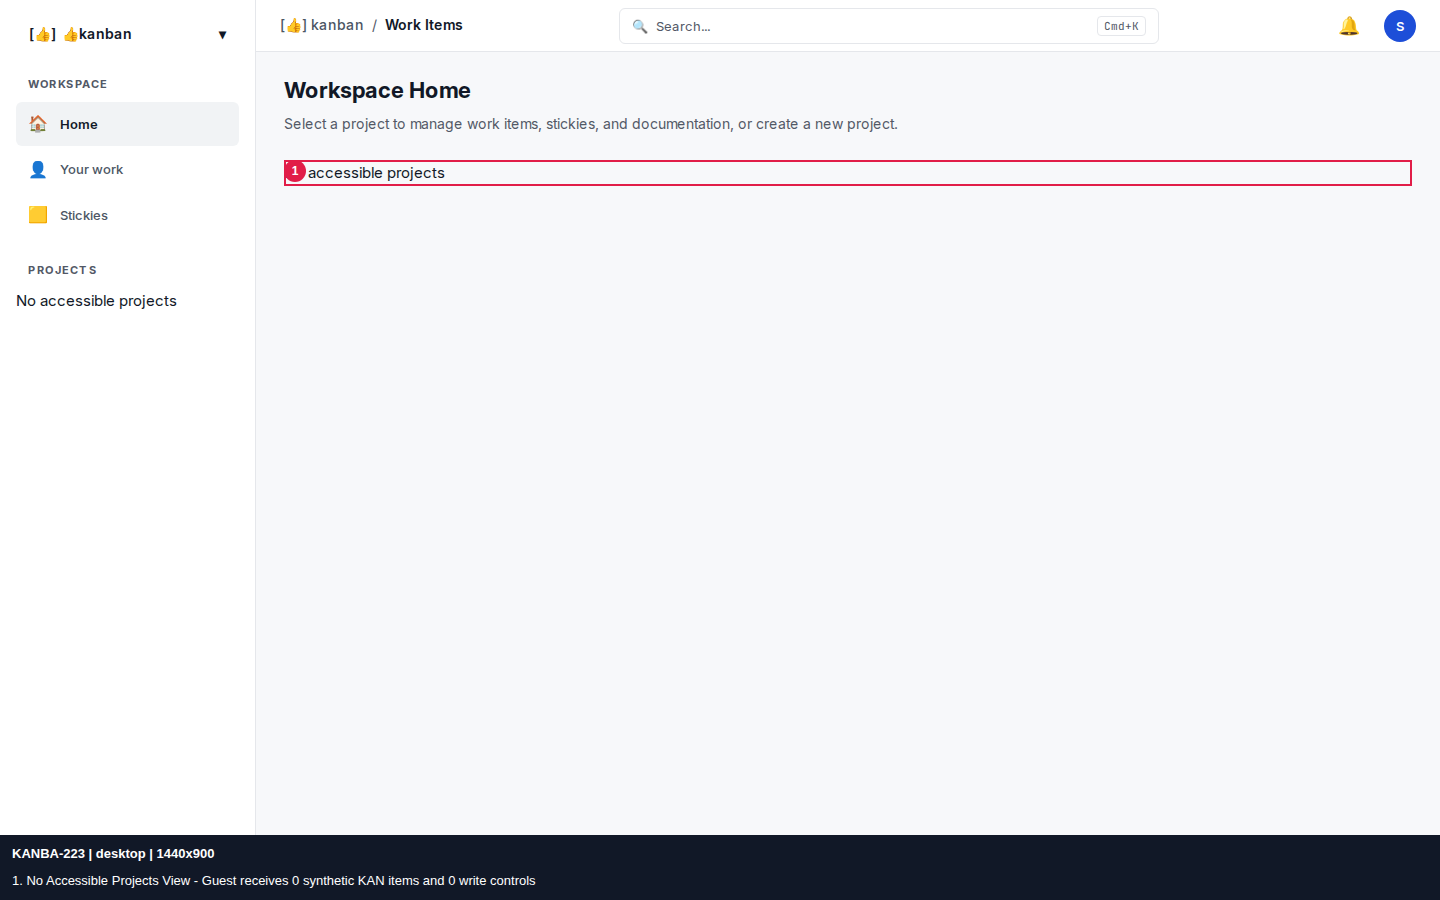 [👍] 👍kanban ▼
WORKSPACE
Home
Your work
Stickies
PROJECTS
No accessible projects
[👍] kanban / Work Items
Search...
Cmd+K
S
Workspace Home
Select a project to manage work items, stickies, and documentation, or create a new project.
1 accessible projects
KANBA-223 | desktop | 1440x900
1. No Accessible Projects View - Guest receives 0 synthetic KAN items and 0 write controls